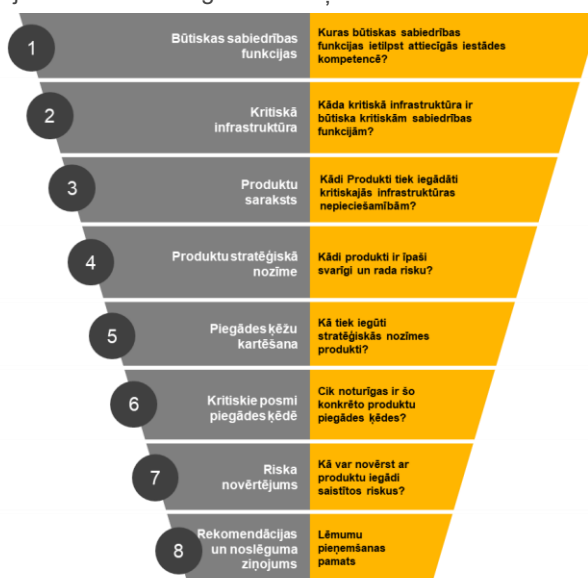 1
Būtiskas sabiedrības
funkcijas
Kuras būtiskas sabiedrības
funkcijas ietilpst attiecīgās iestādes
kompetencē?
2
Kritiskā
infrastruktūra
Kāda kritiskā infrastruktūra ir
būtiska kritiskām sabiedrības
funkcijām?
3
Produktu
saraksts
Kādi Produkti tiek iegādāti
kritiskajās infrastruktūras
nepieciešamībām?
4
Produktu stratēģiskā
nozīme
Kādi produkti ir īpaši
svarīgi un rada risku?
5
Piegādes ķēžu
kartēšana
Kā tiek iegūti
stratēģiskās nozīmes
produkti?
6
Kritiskie posmi
piegādes ķēdē
Cik noturīgas ir šo
konkrēto produktu
piegādes ķēdes?
7
Riska
novērtējums
Kā var novērst ar
produktu iegādi
saistītos riskus?
8
Rekomendācijas
un noslēguma
ziņojums
Lēmumu
pieņemšanas
pamats